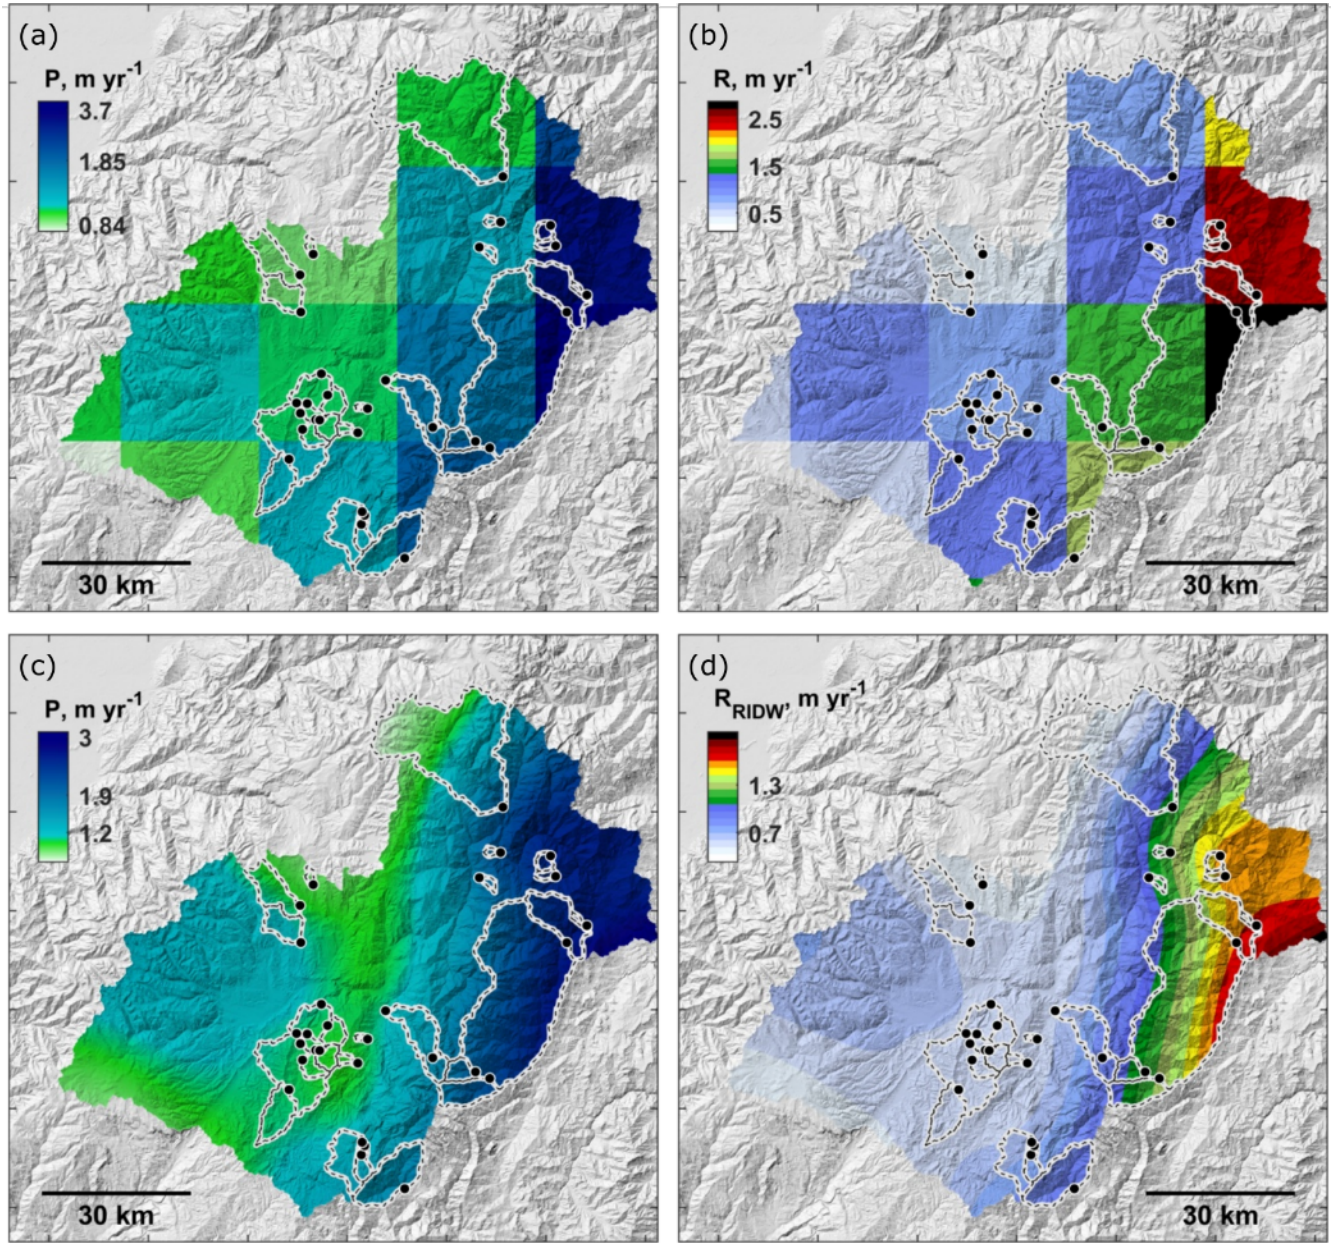 (a)
P, m yr⁻¹
3.7
1.85
0.84
30 km
(b)
R, m yr⁻¹
2.5
1.5
0.5
30 km
(c)
P, m yr⁻¹
3
1.9
1.2
30 km
(d)
R_RIDW, m yr⁻¹
1.3
0.7
30 km